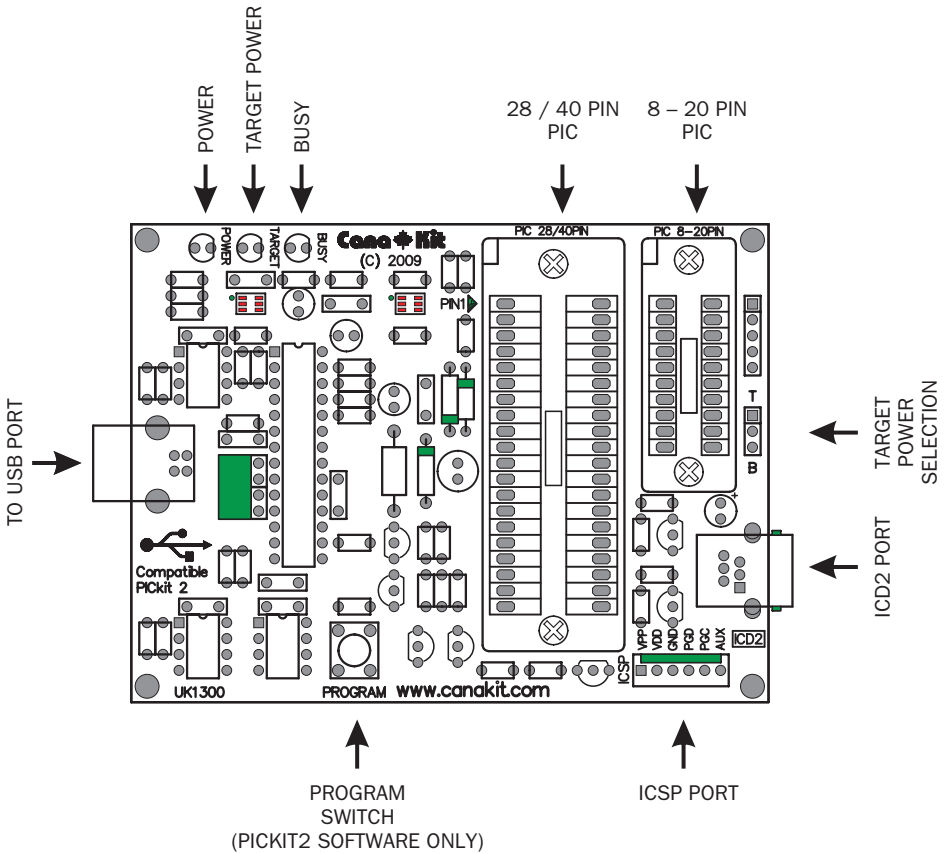 POWER
TARGET POWER
BUSY
28 / 40 PIN
PIC
8 – 20 PIN
PIC
POWER
TARGET
BUSY
Cana Kit
(C) 2009
PIC 28/40PIN
PIC 8-20PIN
PIN1
T
B
+
TO USB PORT
TARGET
POWER
SELECTION
ICD2 PORT
Compatible
PICkit 2
VPP
VDD
GND
PGD
PGC
AUX
ICD2
ICSP
UK1300
PROGRAM
www.canakit.com
PROGRAM
SWITCH
(PICKIT2 SOFTWARE ONLY)
ICSP PORT